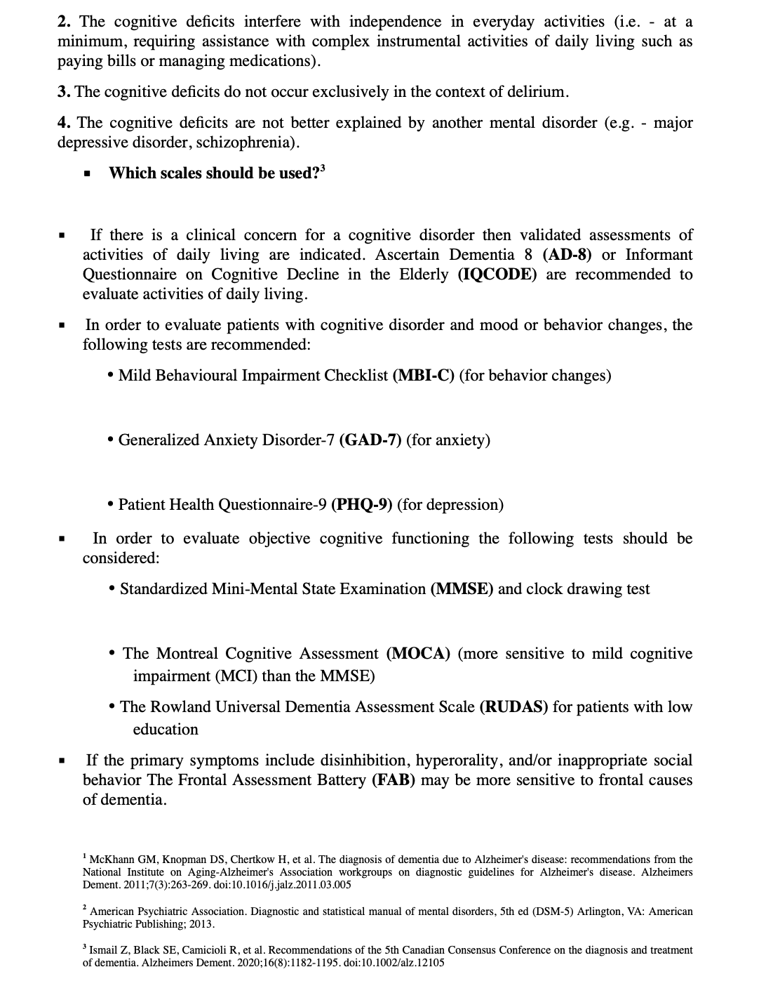 2. The cognitive deficits interfere with independence in everyday activities (i.e. - at a
minimum, requiring assistance with complex instrumental activities of daily living such as
paying bills or managing medications).
3. The cognitive deficits do not occur exclusively in the context of delirium.
4. The cognitive deficits are not better explained by another mental disorder (e.g. - major
depressive disorder, schizophrenia).
▪ Which scales should be used?³
▪ If there is a clinical concern for a cognitive disorder then validated assessments of
activities of daily living are indicated. Ascertain Dementia 8 (AD-8) or Informant
Questionnaire on Cognitive Decline in the Elderly (IQCODE) are recommended to
evaluate activities of daily living.
▪ In order to evaluate patients with cognitive disorder and mood or behavior changes, the
following tests are recommended:
• Mild Behavioural Impairment Checklist (MBI-C) (for behavior changes)
• Generalized Anxiety Disorder-7 (GAD-7) (for anxiety)
• Patient Health Questionnaire-9 (PHQ-9) (for depression)
▪ In order to evaluate objective cognitive functioning the following tests should be
considered:
• Standardized Mini-Mental State Examination (MMSE) and clock drawing test
• The Montreal Cognitive Assessment (MOCA) (more sensitive to mild cognitive
impairment (MCI) than the MMSE)
• The Rowland Universal Dementia Assessment Scale (RUDAS) for patients with low
education
▪ If the primary symptoms include disinhibition, hyperorality, and/or inappropriate social
behavior The Frontal Assessment Battery (FAB) may be more sensitive to frontal causes
of dementia.
¹ McKhann GM, Knopman DS, Chertkow H, et al. The diagnosis of dementia due to Alzheimer's disease: recommendations from the
National Institute on Aging-Alzheimer's Association workgroups on diagnostic guidelines for Alzheimer's disease. Alzheimers
Dement. 2011;7(3):263-269. doi:10.1016/j.jalz.2011.03.005
² American Psychiatric Association. Diagnostic and statistical manual of mental disorders, 5th ed (DSM-5) Arlington, VA: American
Psychiatric Publishing; 2013.
³ Ismail Z, Black SE, Camicioli R, et al. Recommendations of the 5th Canadian Consensus Conference on the diagnosis and treatment
of dementia. Alzheimers Dement. 2020;16(8):1182-1195. doi:10.1002/alz.12105